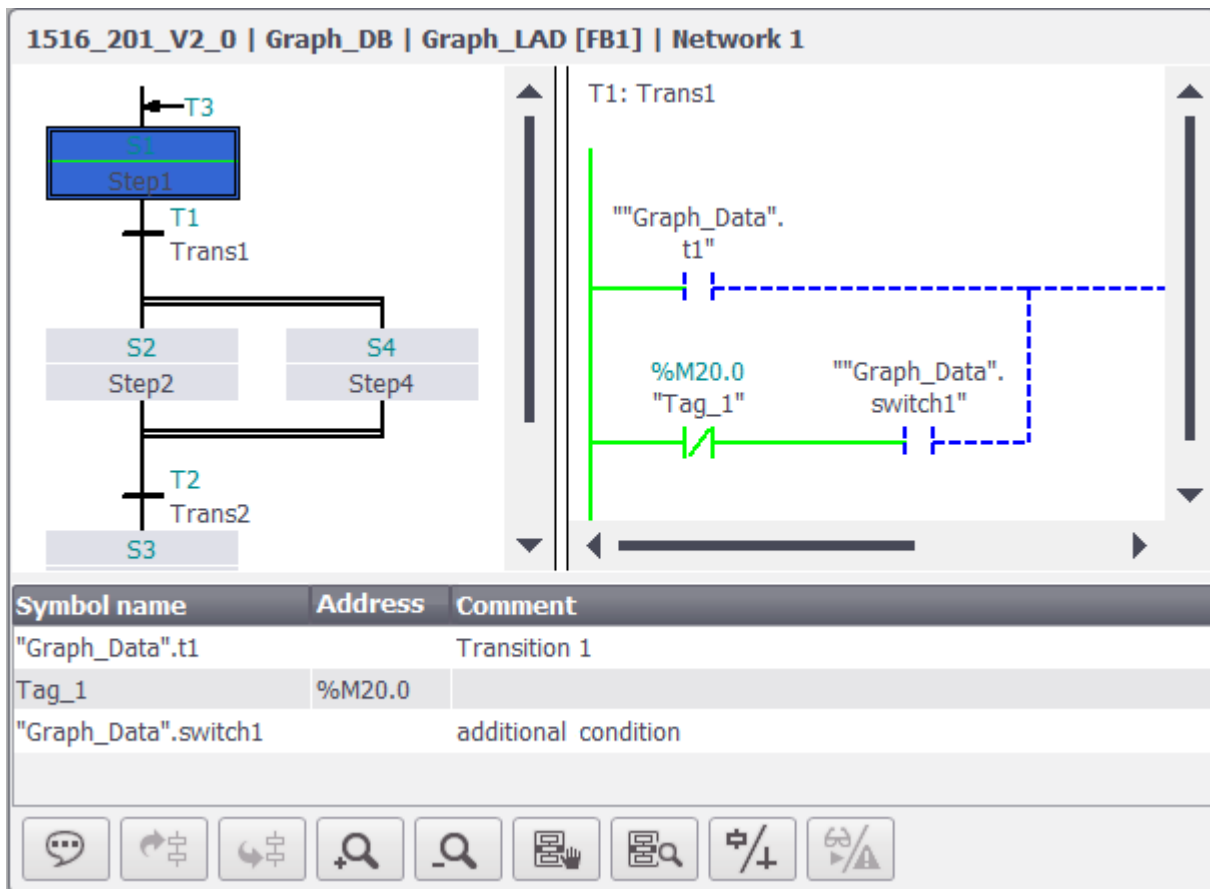 1516_201_V2_0 | Graph_DB | Graph_LAD [FB1] | Network 1
T3
S1
Step1
T1
Trans1
S2
Step2
S4
Step4
T2
Trans2
S3
T1: Trans1
""Graph_Data".
t1"
%M20.0
"Tag_1"
""Graph_Data".
switch1"
Symbol name Address Comment
"Graph_Data".t1 Transition 1
Tag_1 %M20.0
"Graph_Data".switch1 additional condition